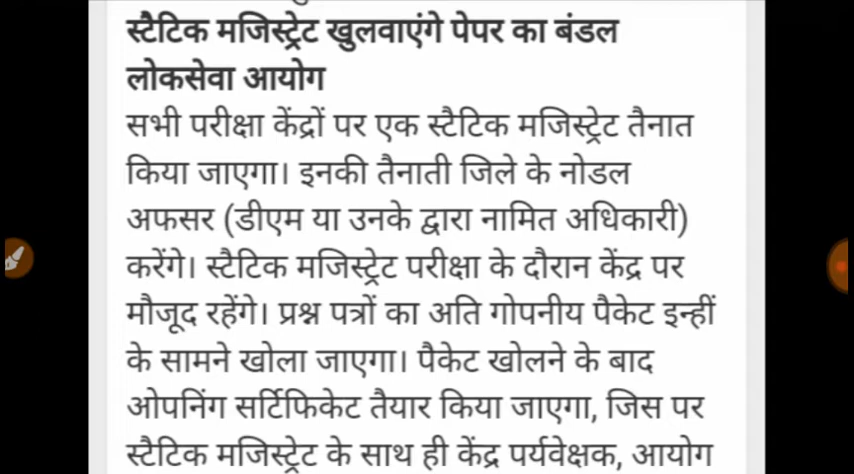 स्टैटिक मजिस्ट्रेट खुलवाएंगे पेपर का बंडल
लोकसेवा आयोग
सभी परीक्षा केंद्रों पर एक स्टैटिक मजिस्ट्रेट तैनात
किया जाएगा। इनकी तैनाती जिले के नोडल
अफसर (डीएम या उनके द्वारा नामित अधिकारी)
करेंगे। स्टैटिक मजिस्ट्रेट परीक्षा के दौरान केंद्र पर
मौजूद रहेंगे। प्रश्न पत्रों का अति गोपनीय पैकेट इन्हीं
के सामने खोला जाएगा। पैकेट खोलने के बाद
ओपनिंग सर्टिफिकेट तैयार किया जाएगा, जिस पर
स्टैटिक मजिस्ट्रेट के साथ ही केंद्र पर्यवेक्षक, आयोग